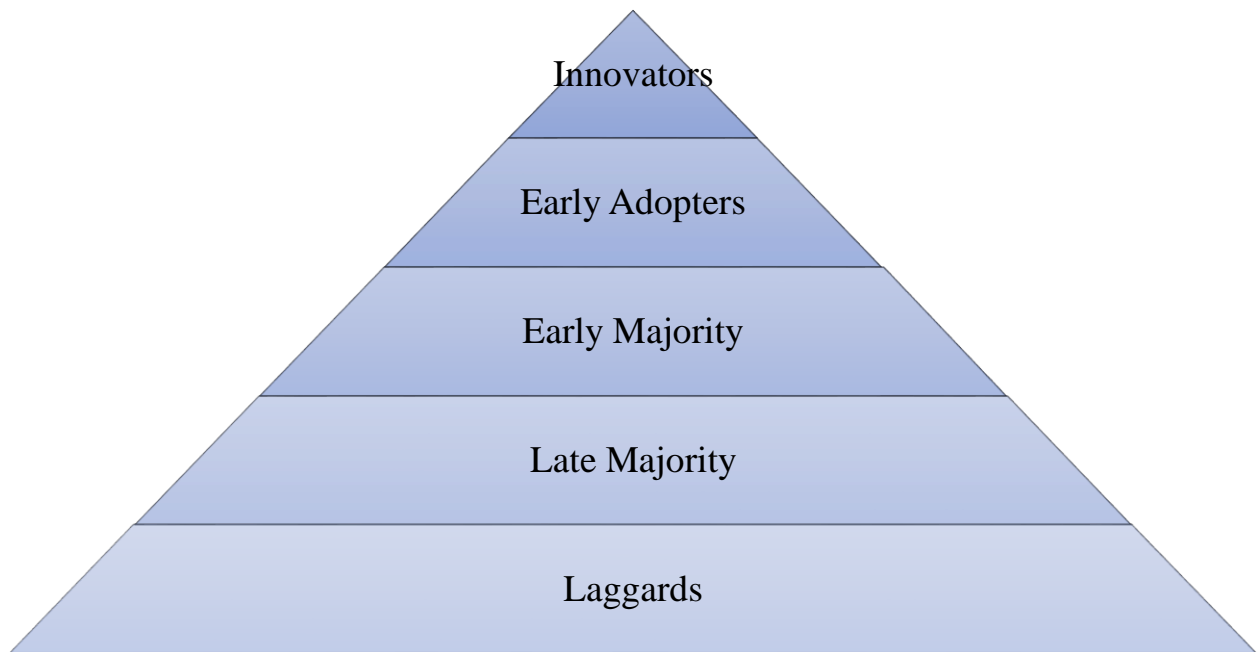 Innovators
Early Adopters
Early Majority
Late Majority
Laggards